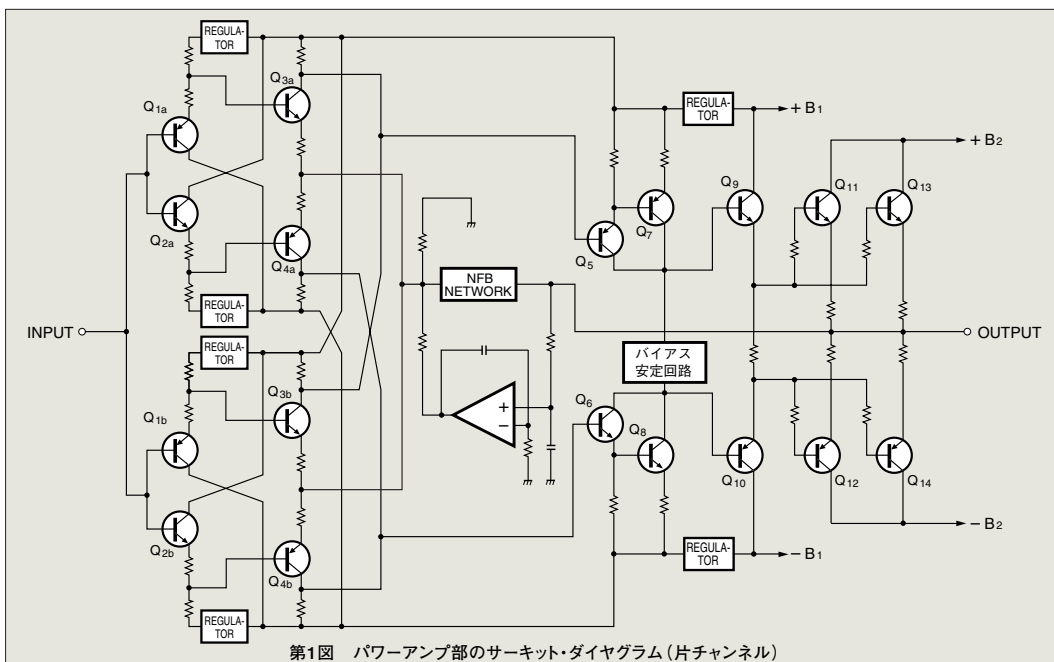 REGULA-
TOR
Q3a
Q1a
Q2a
Q4a
REGULA-
TOR
INPUT
REGULA-
TOR
Q3b
Q1b
Q2b
Q4b
REGULA-
TOR
NFB
NETWORK
+
−
Q5
Q7
REGULA-
TOR
+B1
+B2
Q9
Q11
Q13
OUTPUT
バイアス
安定回路
Q6
Q8
Q10
Q12
Q14
−B2
REGULA-
TOR
−B1
第1図 パワーアンプ部のサーキット・ダイヤグラム(片チャンネル)